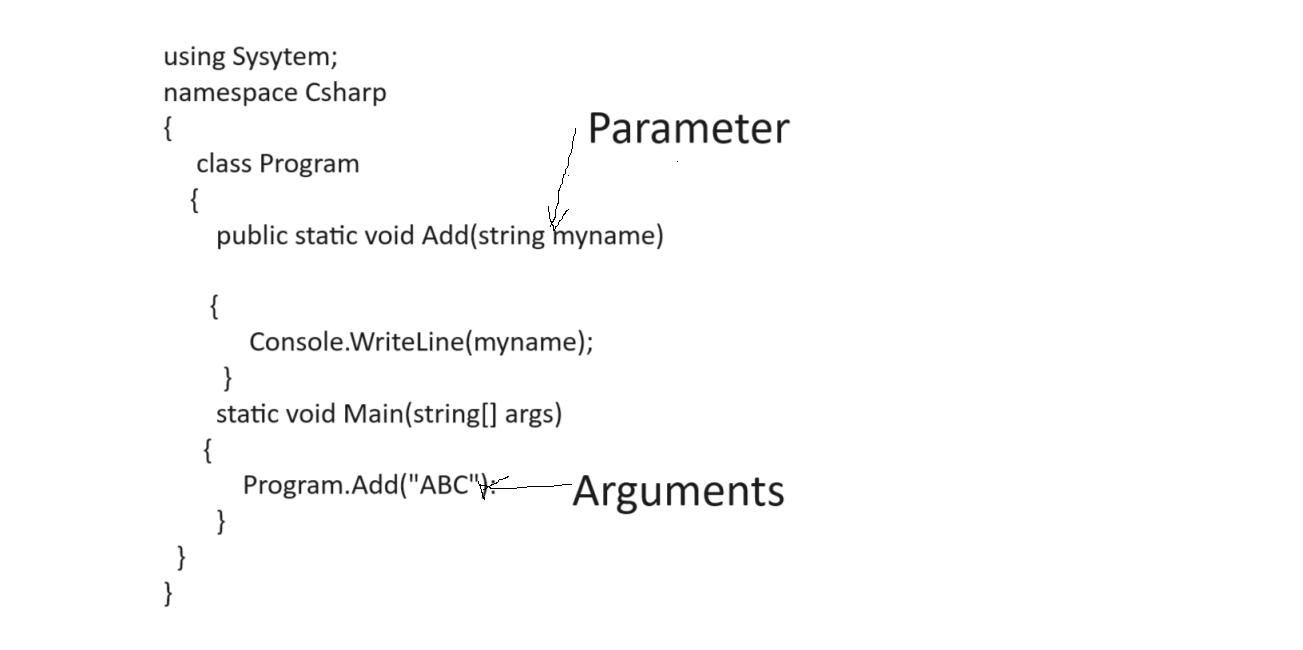 using Sysytem;
namespace Csharp
{
Parameter
class Program
{
public static void Add(string myname)
{
Console.WriteLine(myname);
}
static void Main(string[] args)
{
Program.Add("ABC");
Arguments
}
}
}